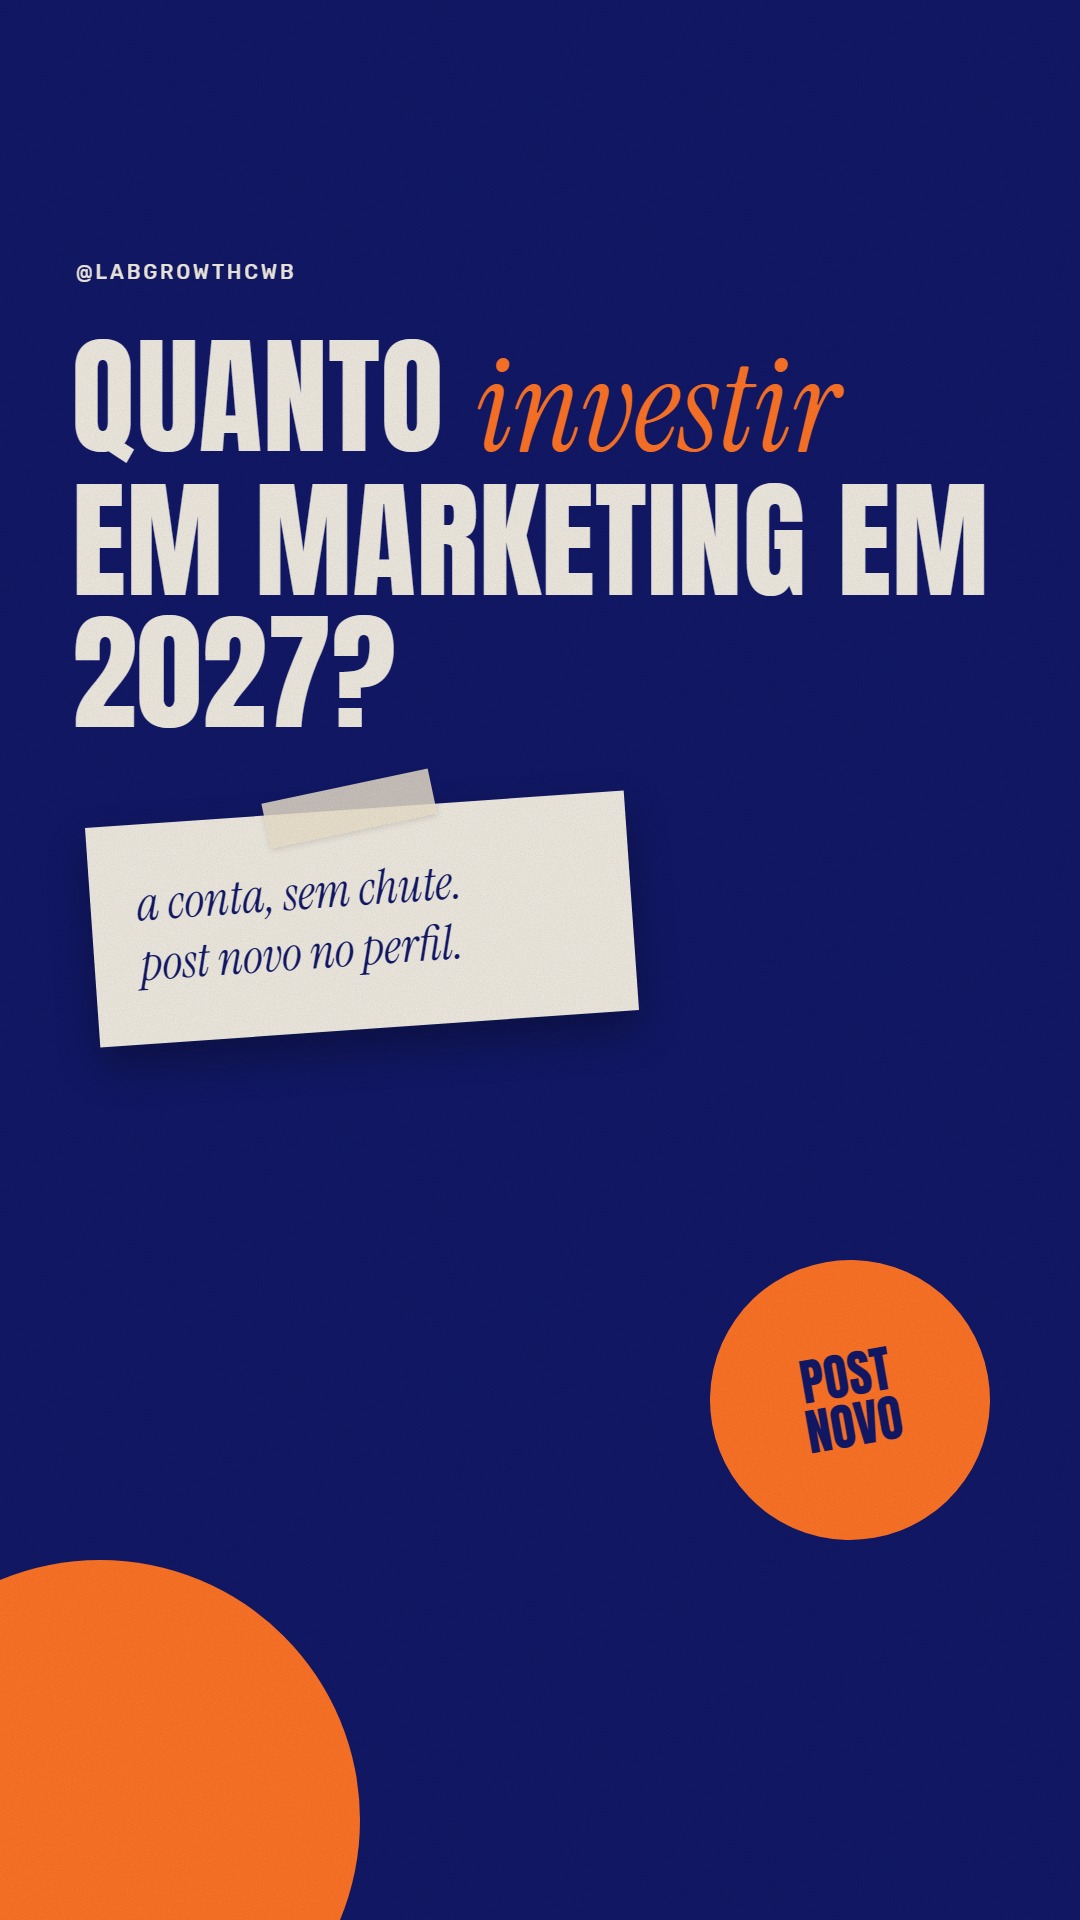 @LABGROWTHCWB
QUANTO investir
EM MARKETING EM
2027?
a conta, sem chute.
post novo no perfil.
POST
NOVO